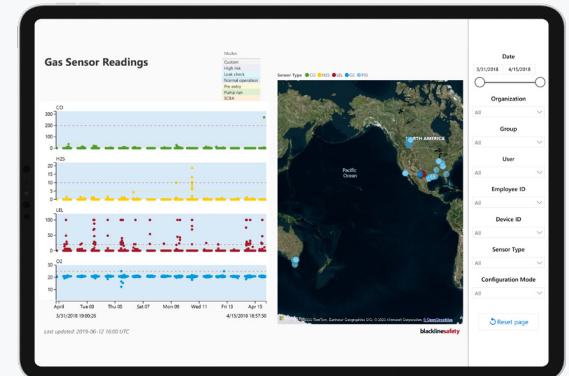 Gas Sensor Readings
Modes
Custom
High risk
Leak check
Normal operation
Pre entry
Pump run
SCBA
CO
300
200
100
0
H2S
20
15
10
5
0
LEL
100
50
0
O2
30
20
10
April Tue 03 Thu 05 Sat 07 Mon 09 Wed 11 Fri 13 Apr 15
3/31/2018 19:00:26 4/15/2018 18:57:50
Last updated: 2019-06-12 16:05 UTC
Sensor Type CO H2S LEL O2 PID
NORTH AMERICA
Pacific
Ocean
© 2023 Microsoft Corporation, © OpenStreetMap
blacklinesafety
Date
3/31/2018 4/15/2018
Organization
All
Group
All
User
All
Employee ID
All
Device ID
All
Sensor Type
All
Configuration Mode
All
Reset page